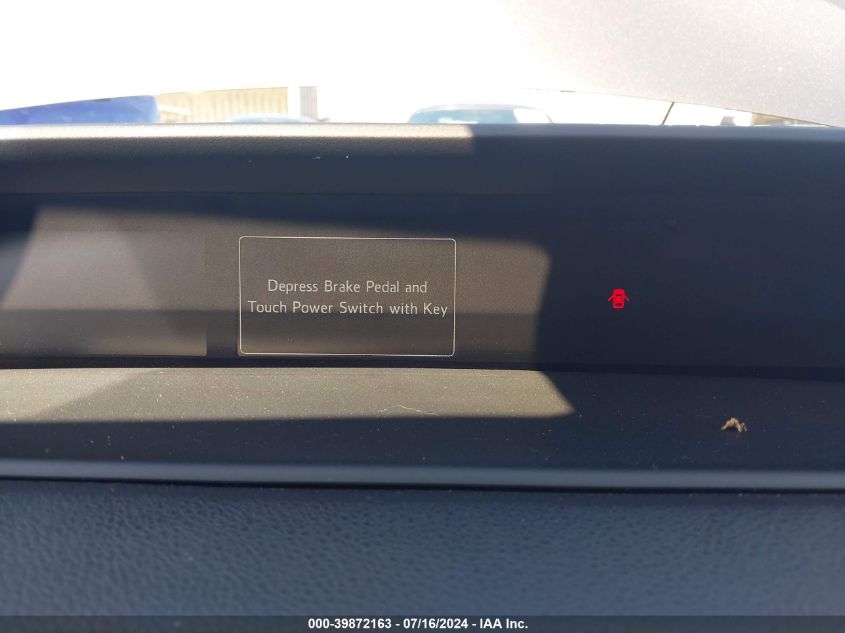 Depress Brake Pedal and
Touch Power Switch with Key
000-39872163 - 07/16/2024 - IAA Inc.